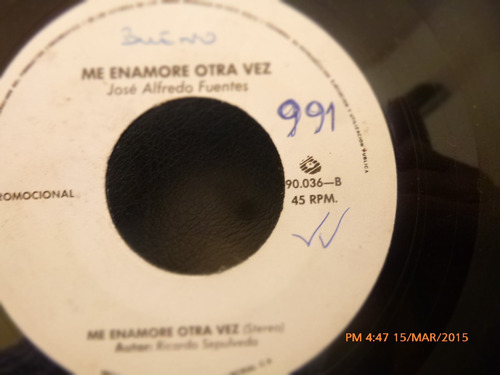 BUENO
ME ENAMORE OTRA VEZ
José Alfredo Fuentes
991
PROMOCIONAL
90.036—B
45 RPM.
ME ENAMORE OTRA VEZ (Stereo)
Autor: Ricardo Sepulveda
PM 4:47 15/MAR/2015